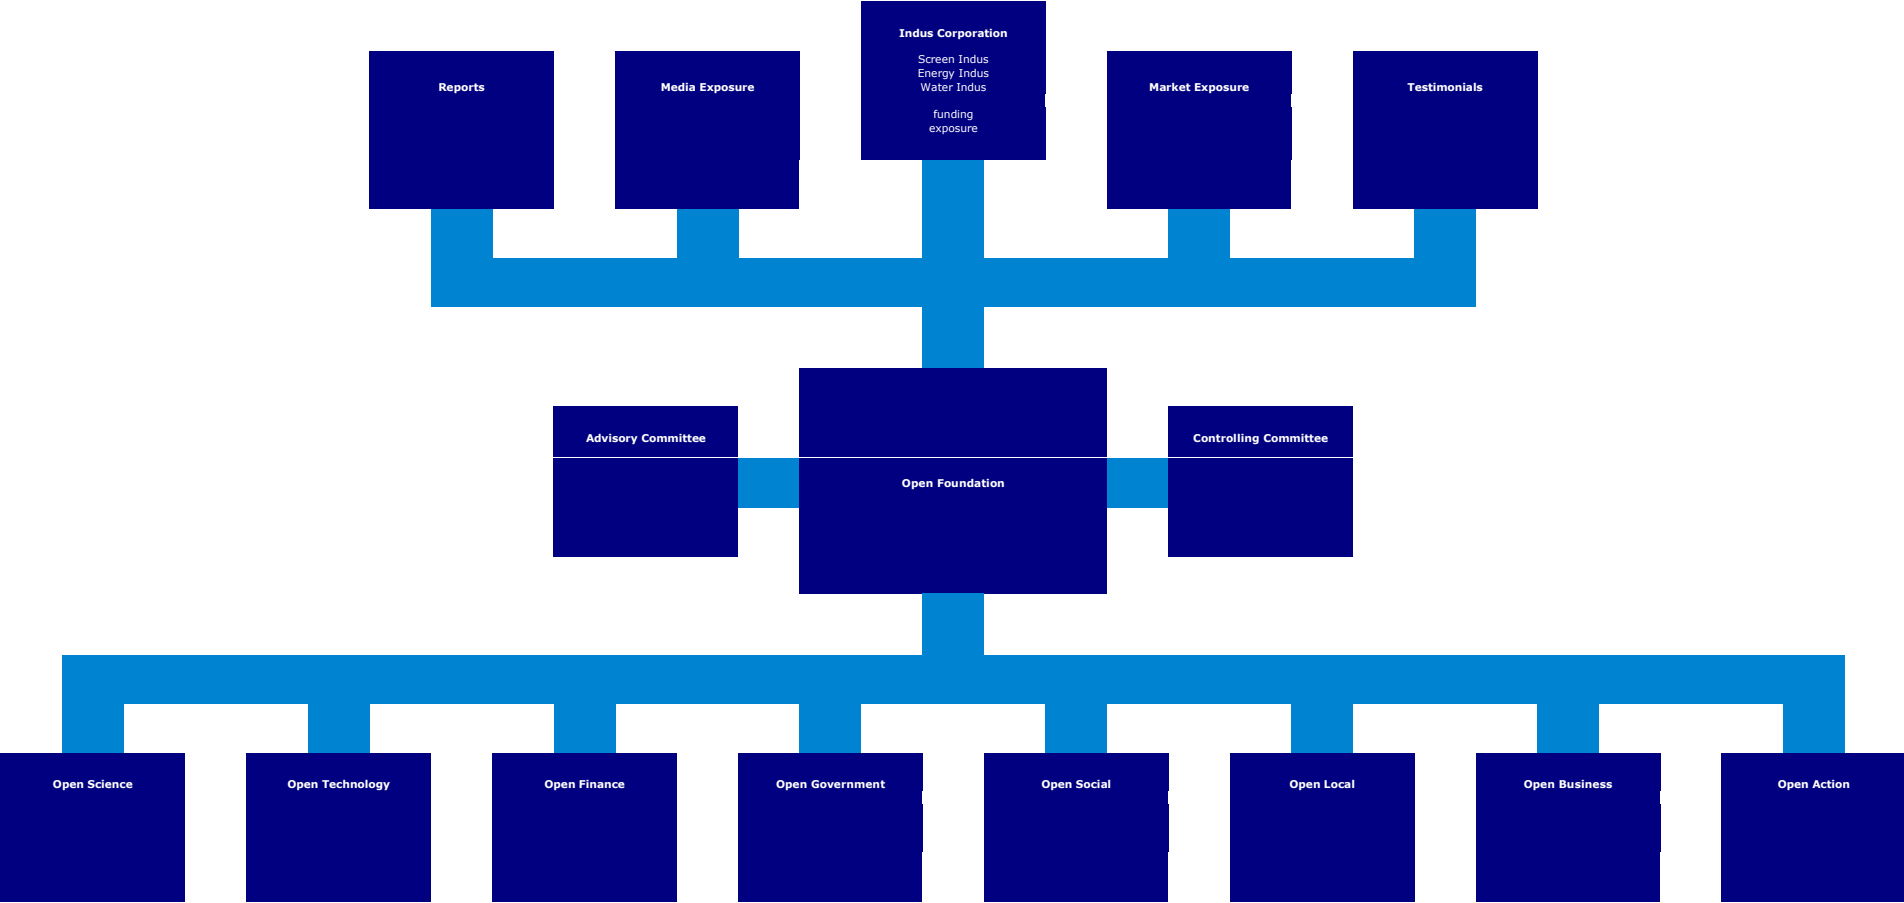 Indus Corporation
Screen Indus
Energy Indus
Water Indus
funding
exposure
Reports
Media Exposure
Market Exposure
Testimonials
Advisory Committee
Open Foundation
Controlling Committee
Open Science
Open Technology
Open Finance
Open Government
Open Social
Open Local
Open Business
Open Action